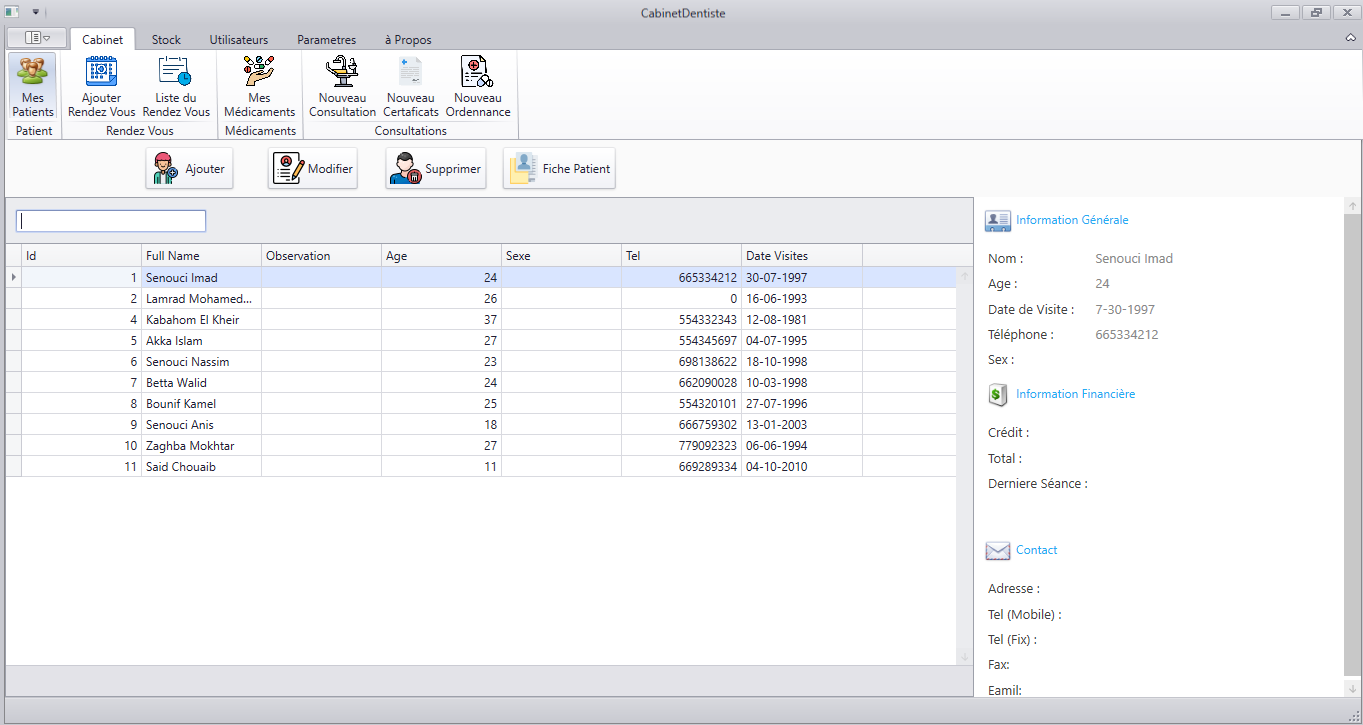 CabinetDentiste
Cabinet Stock Utilisateurs Parametres à Propos
Mes Patients
Ajouter Rendez Vous
Liste du Rendez Vous
Mes Médicaments
Nouveau Consultation
Nouveau Certaficats
Nouveau Ordennance
Patient Rendez Vous Médicaments Consultations
Ajouter Modifier Supprimer Fiche Patient
Id Full Name Observation Age Sexe Tel Date Visites
1 Senouci Imad 24 665334212 30-07-1997
2 Lamrad Mohamed... 26 0 16-06-1993
4 Kabahom El Kheir 37 554332343 12-08-1981
5 Akka Islam 27 554345697 04-07-1995
6 Senouci Nassim 23 698138622 18-10-1998
7 Betta Walid 24 662090028 10-03-1998
8 Bounif Kamel 25 554320101 27-07-1996
9 Senouci Anis 18 666759302 13-01-2003
10 Zaghba Mokhtar 27 779092323 06-06-1994
11 Said Chouaib 11 669289334 04-10-2010
Information Générale
Nom : Senouci Imad
Age : 24
Date de Visite : 7-30-1997
Téléphone : 665334212
Sex :
Information Financière
Crédit :
Total :
Derniere Séance :
Contact
Adresse :
Tel (Mobile) :
Tel (Fix) :
Fax:
Eamil: